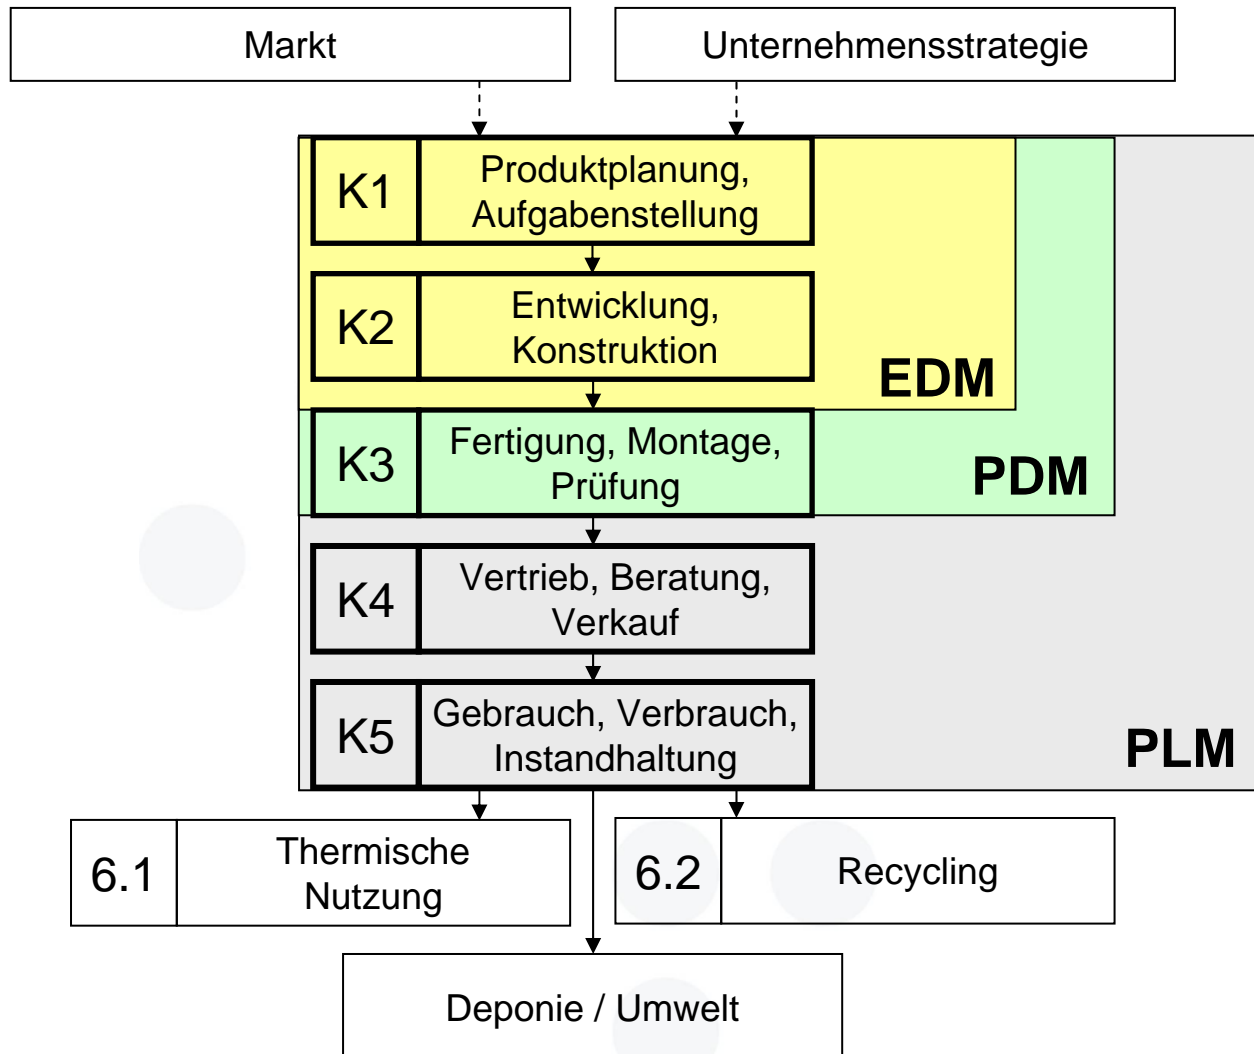 Markt
Unternehmensstrategie
K1
Produktplanung,
Aufgabenstellung
K2
Entwicklung,
Konstruktion
EDM
K3
Fertigung, Montage,
Prüfung
PDM
K4
Vertrieb, Beratung,
Verkauf
K5
Gebrauch, Verbrauch,
Instandhaltung
PLM
6.1
Thermische
Nutzung
6.2
Recycling
Deponie / Umwelt